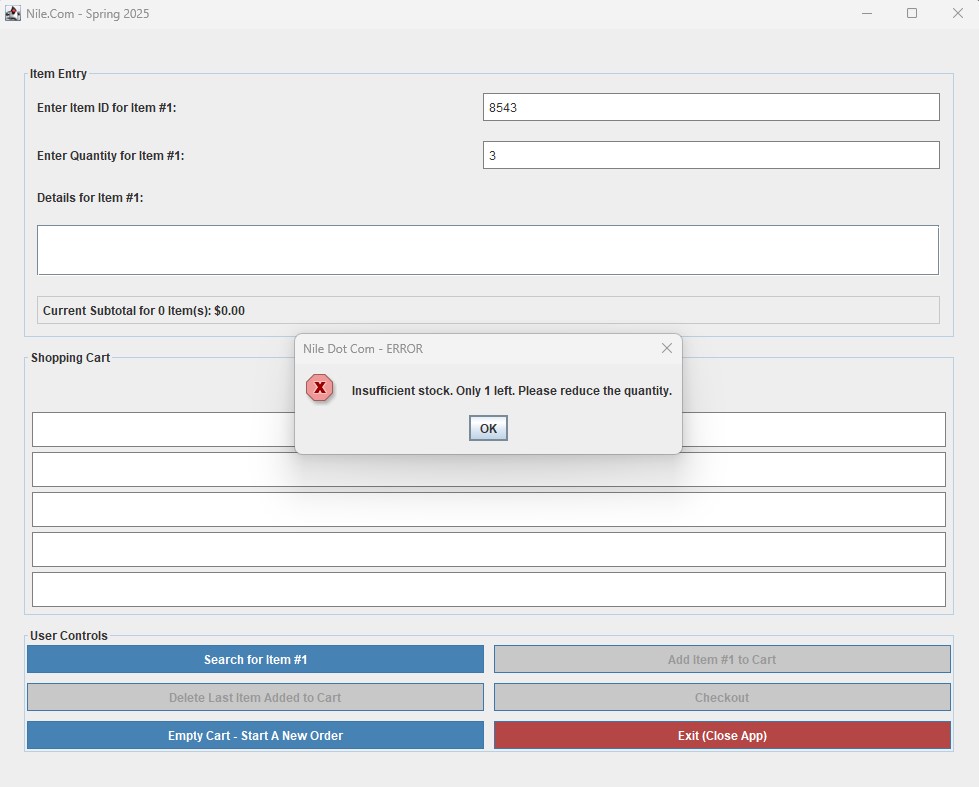 Nile.Com - Spring 2025
Item Entry
Enter Item ID for Item #1:
8543
Enter Quantity for Item #1:
3
Details for Item #1:
Current Subtotal for 0 Item(s): $0.00
Shopping Cart
Nile Dot Com - ERROR
X
Insufficient stock. Only 1 left. Please reduce the quantity.
OK
User Controls
Search for Item #1
Add Item #1 to Cart
Delete Last Item Added to Cart
Checkout
Empty Cart - Start A New Order
Exit (Close App)